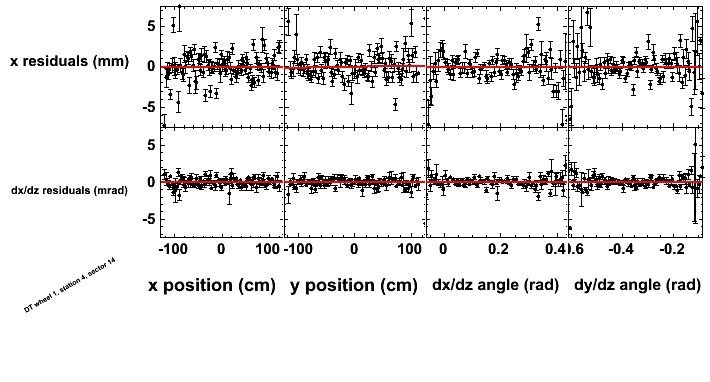 5
x residuals (mm)
0
-5
5
dx/dz residuals (mrad)
0
-5
-100 0 100 -100 0 100 0 0.2 0.4 -0.4 -0.2
x position (cm) y position (cm) dx/dz angle (rad) dy/dz angle (rad)
DT wheel 1, station 4, sector 14